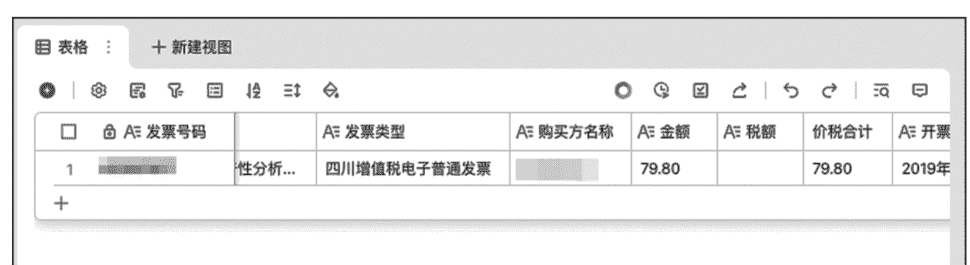 表格 新建视图
发票号码 发票类型 购买方名称 金额 税额 价税合计 开票
1 性分析... 四川增值税电子普通发票 79.80 79.80 2019年